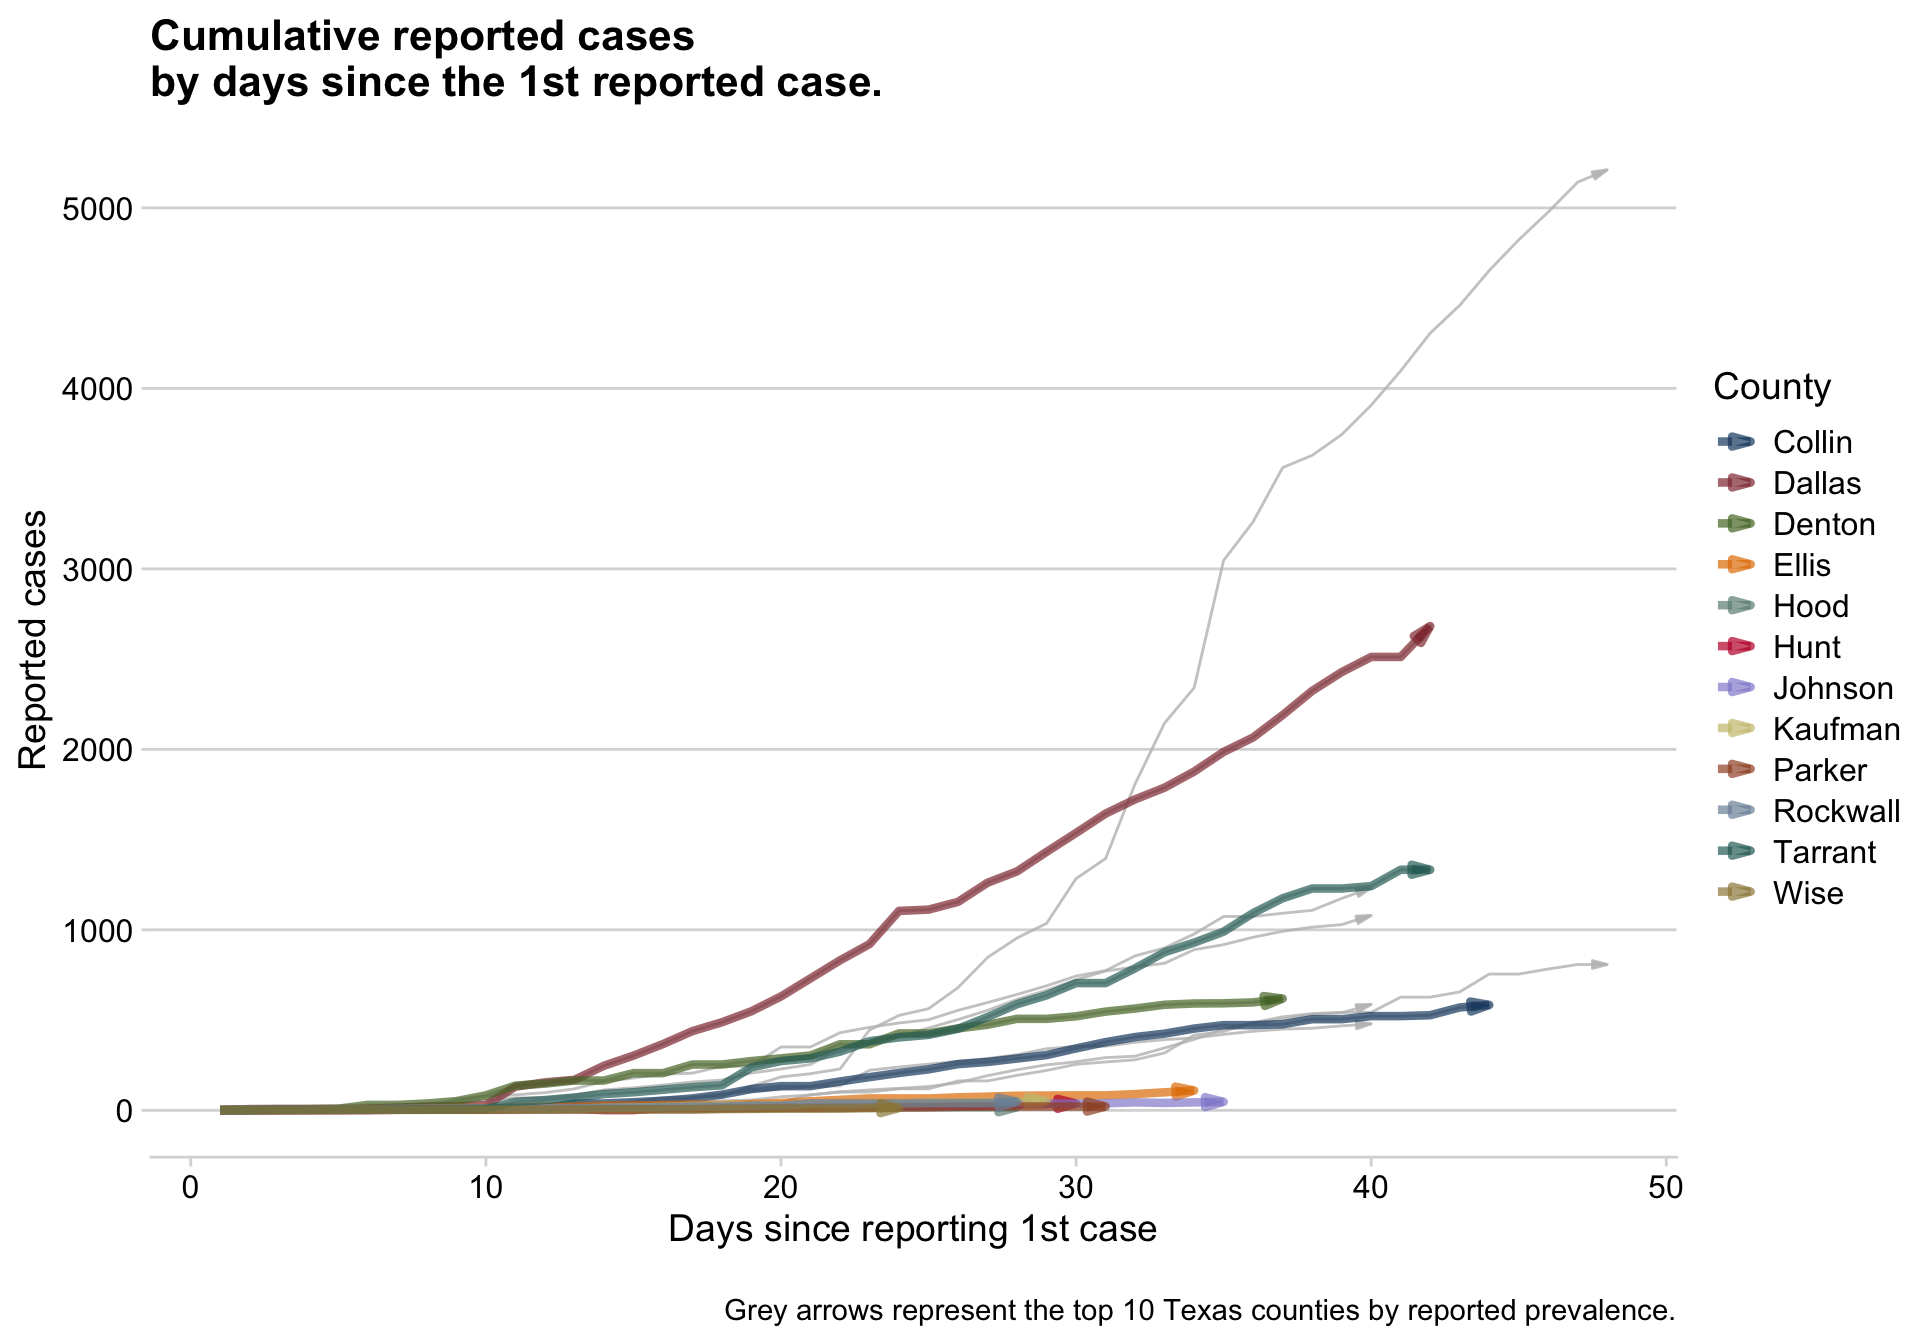 Cumulative reported cases
by days since the 1st reported case.
5000
4000
3000
2000
1000
0
Reported cases
0 10 20 30 40 50
Days since reporting 1st case
County
Collin
Dallas
Denton
Ellis
Hood
Hunt
Johnson
Kaufman
Parker
Rockwall
Tarrant
Wise
Grey arrows represent the top 10 Texas counties by reported prevalence.